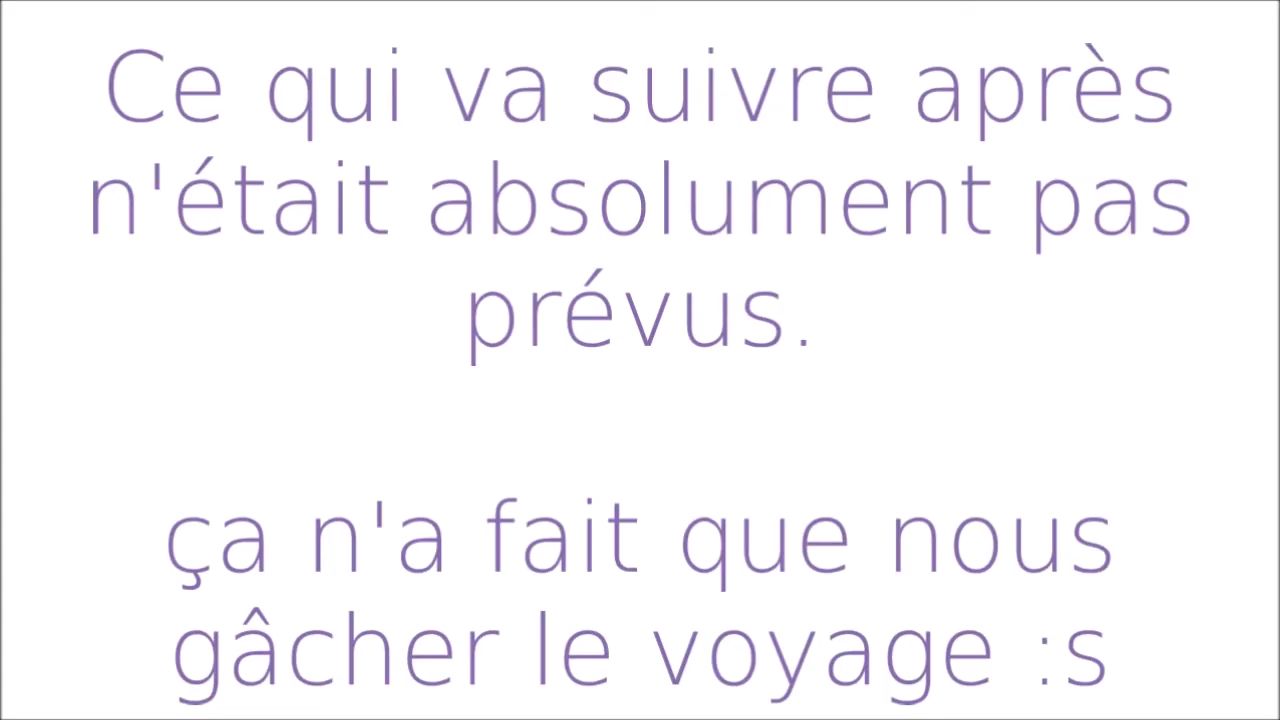 Ce qui va suivre après
n'était absolument pas
prévus.
ça n'a fait que nous
gâcher le voyage :s